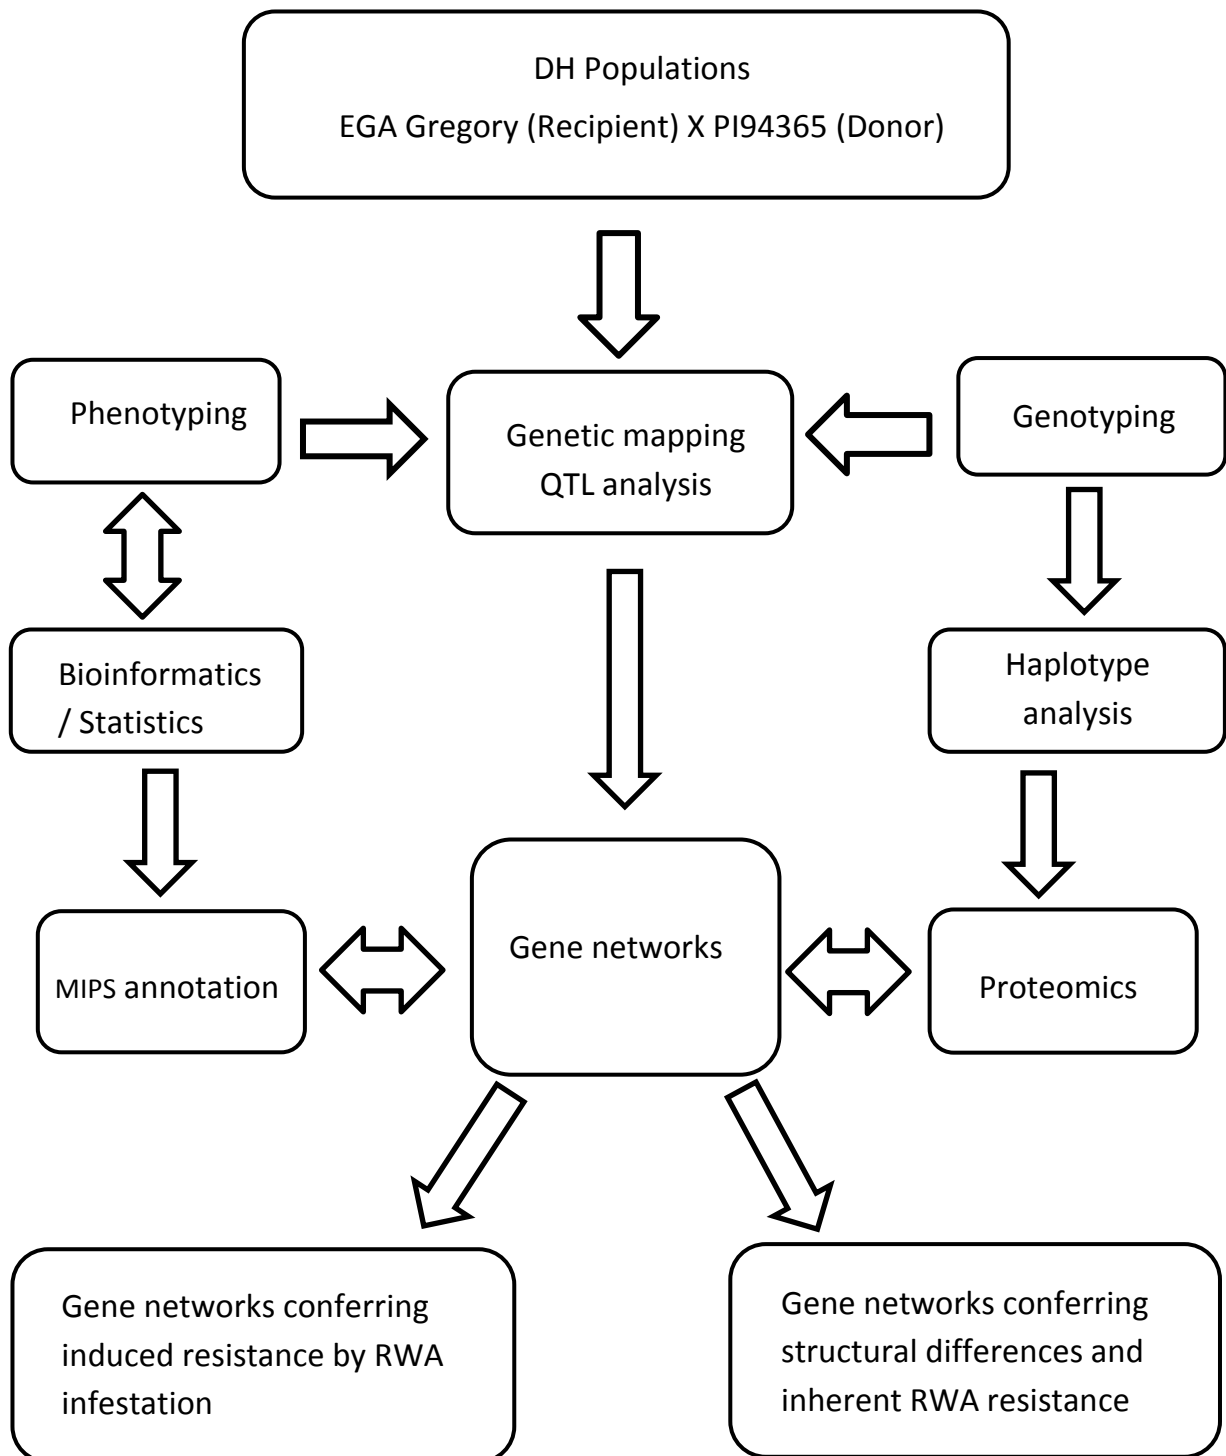 DH Populations
EGA Gregory (Recipient) X PI94365 (Donor)
Phenotyping
Genetic mapping
QTL analysis
Genotyping
Bioinformatics
/ Statistics
Haplotype
analysis
MIPS annotation
Gene networks
Proteomics
Gene networks conferring
induced resistance by RWA
infestation
Gene networks conferring
structural differences and
inherent RWA resistance